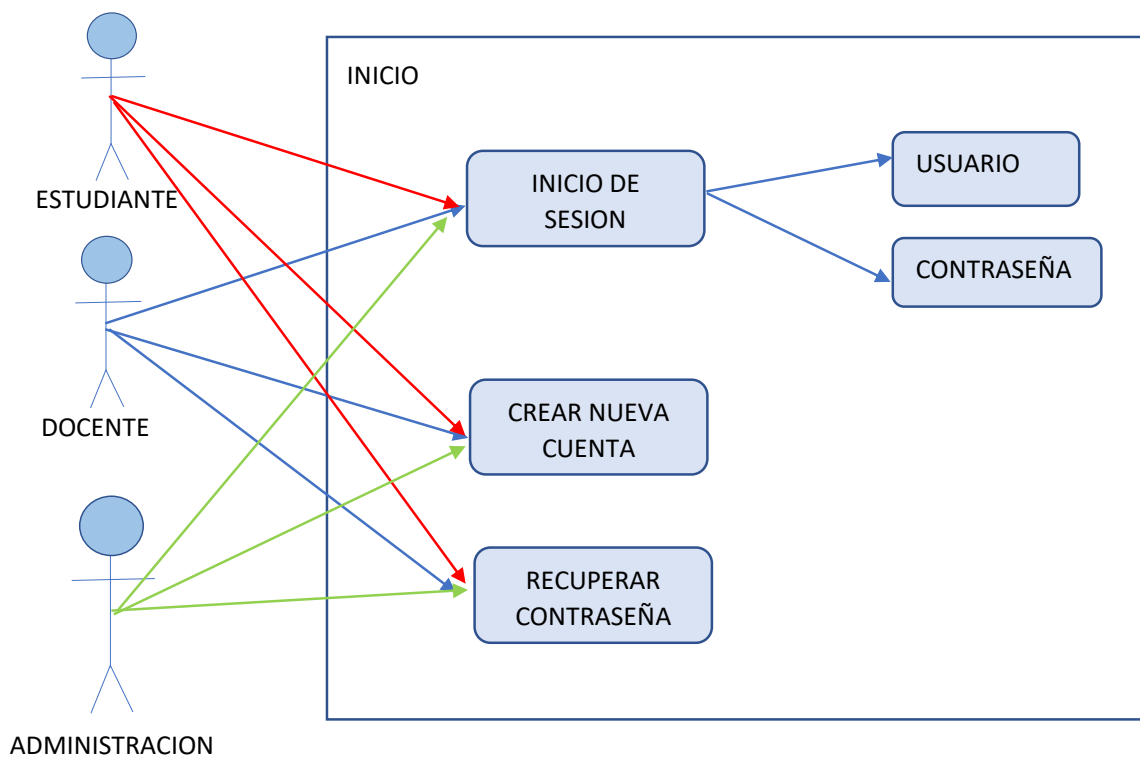 INICIO
ESTUDIANTE
INICIO DE
SESION
USUARIO
CONTRASEÑA
DOCENTE
CREAR NUEVA
CUENTA
RECUPERAR
CONTRASEÑA
ADMINISTRACION